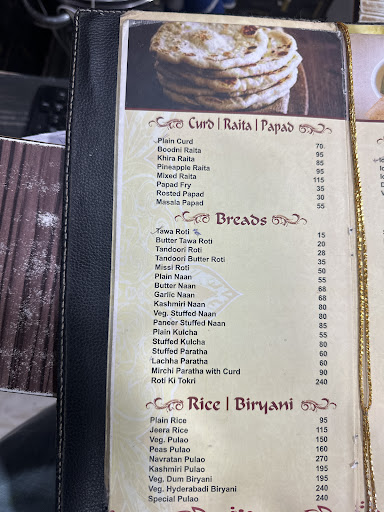 Curd | Raita | Papad
Plain Curd 70
Boodni Raita 95
Khira Raita 85
Pineapple Raita 95
Mixed Raita 115
Papad Fry 35
Rosted Papad 30
Masala Papad 55
Breads
Tawa Roti 15
Butter Tawa Roti 20
Tandoori Roti 28
Tandoori Butter Roti 35
Missi Roti 50
Plain Naan 55
Butter Naan 68
Garlic Naan 68
Kashmiri Naan 80
Veg. Stuffed Naan 80
Paneer Stuffed Naan 85
Plain Kulcha 55
Stuffed Kulcha 80
Stuffed Paratha 80
Lachha Paratha 60
Mirchi Paratha with Curd 90
Roti Ki Tokri 240
Rice | Biryani
Plain Rice 95
Jeera Rice 115
Veg. Pulao 150
Peas Pulao 160
Navratan Pulao 270
Kashmiri Pulao 195
Veg. Dum Biryani 195
Veg. Hyderabadi Biryani 240
Special Pulao 240